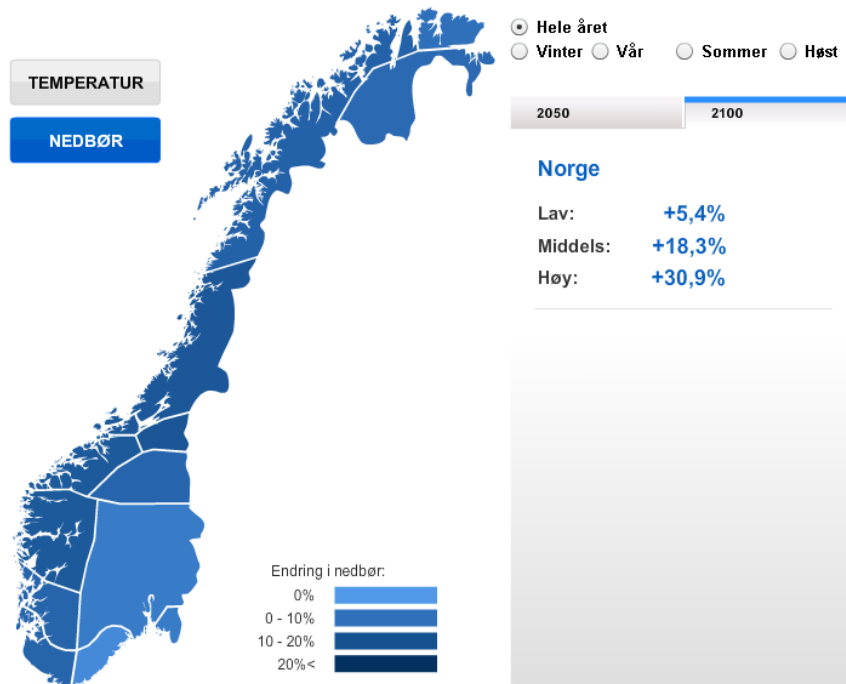 Hele året
Vinter Vår Sommer Høst
TEMPERATUR
NEDBØR
2050 2100
Norge
Lav: +5,4%
Middels: +18,3%
Høy: +30,9%
Endring i nedbør:
0%
0 - 10%
10 - 20%
20%<